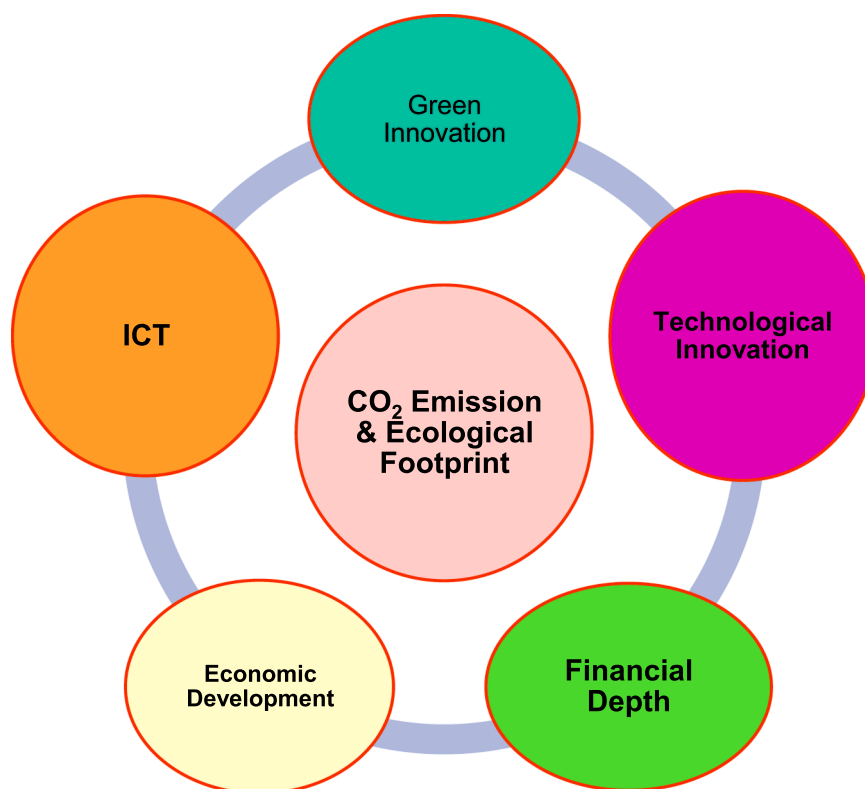 Green
Innovation
Technological
Innovation
ICT
CO₂ Emission
& Ecological
Footprint
Economic
Development
Financial
Depth